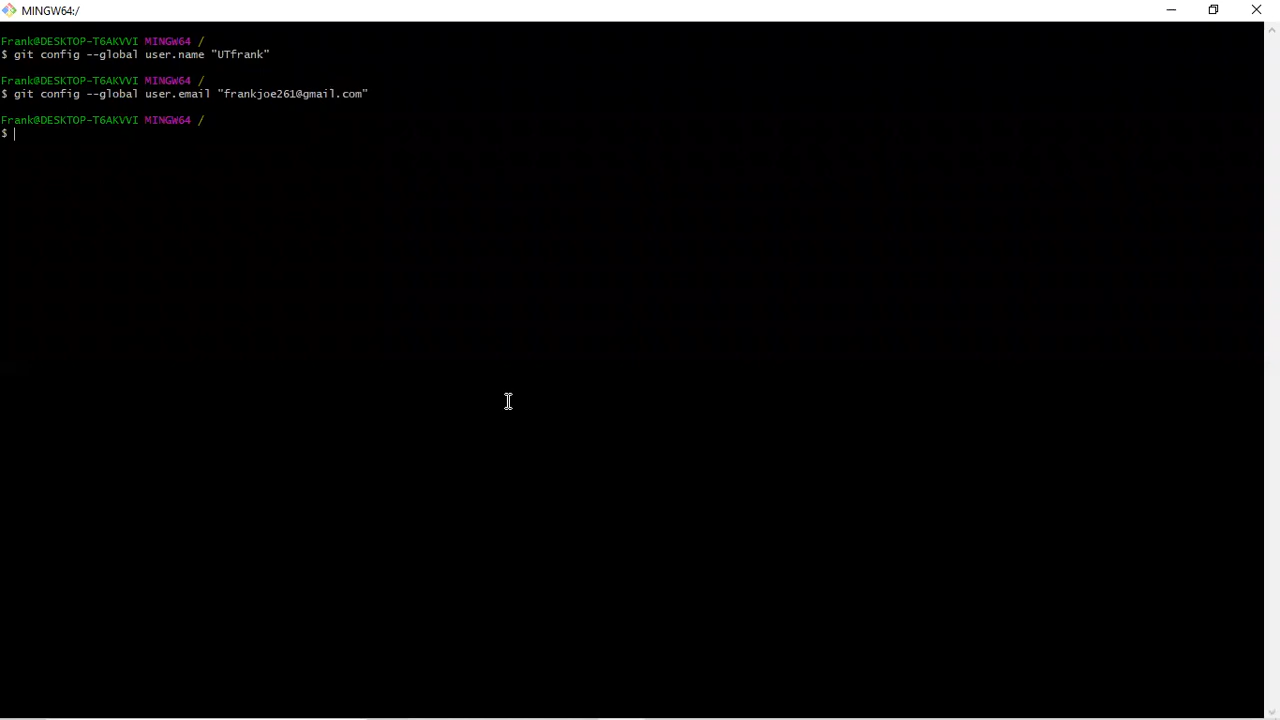 MINGW64:/
Frank@DESKTOP-T6AKVVI MINGW64 /
$ git config --global user.name "UTfrank"
Frank@DESKTOP-T6AKVVI MINGW64 /
$ git config --global user.email "frankjoe261@gmail.com"
Frank@DESKTOP-T6AKVVI MINGW64 /
$